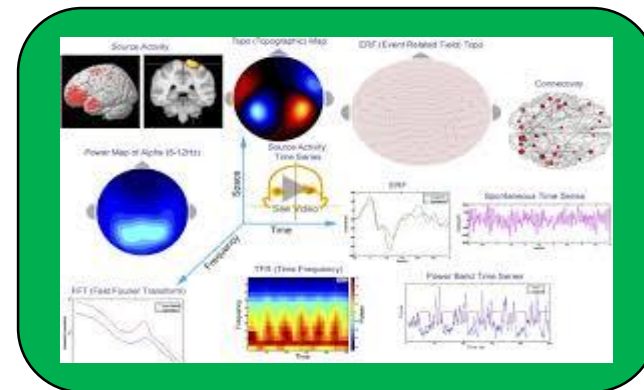 Source Activity
Topo (Topographic) Map
ERF (Event Related Field) Topo
Connectivity
Power Map of Alpha (8-12Hz)
Source Activity
Time Series
Space
See Video
Time
Frequency
ERF
Spontaneous Time Series
FFT (Fast Fourier Transform)
TFR (Time Frequency)
Frequency
Time
Power Band Time Series